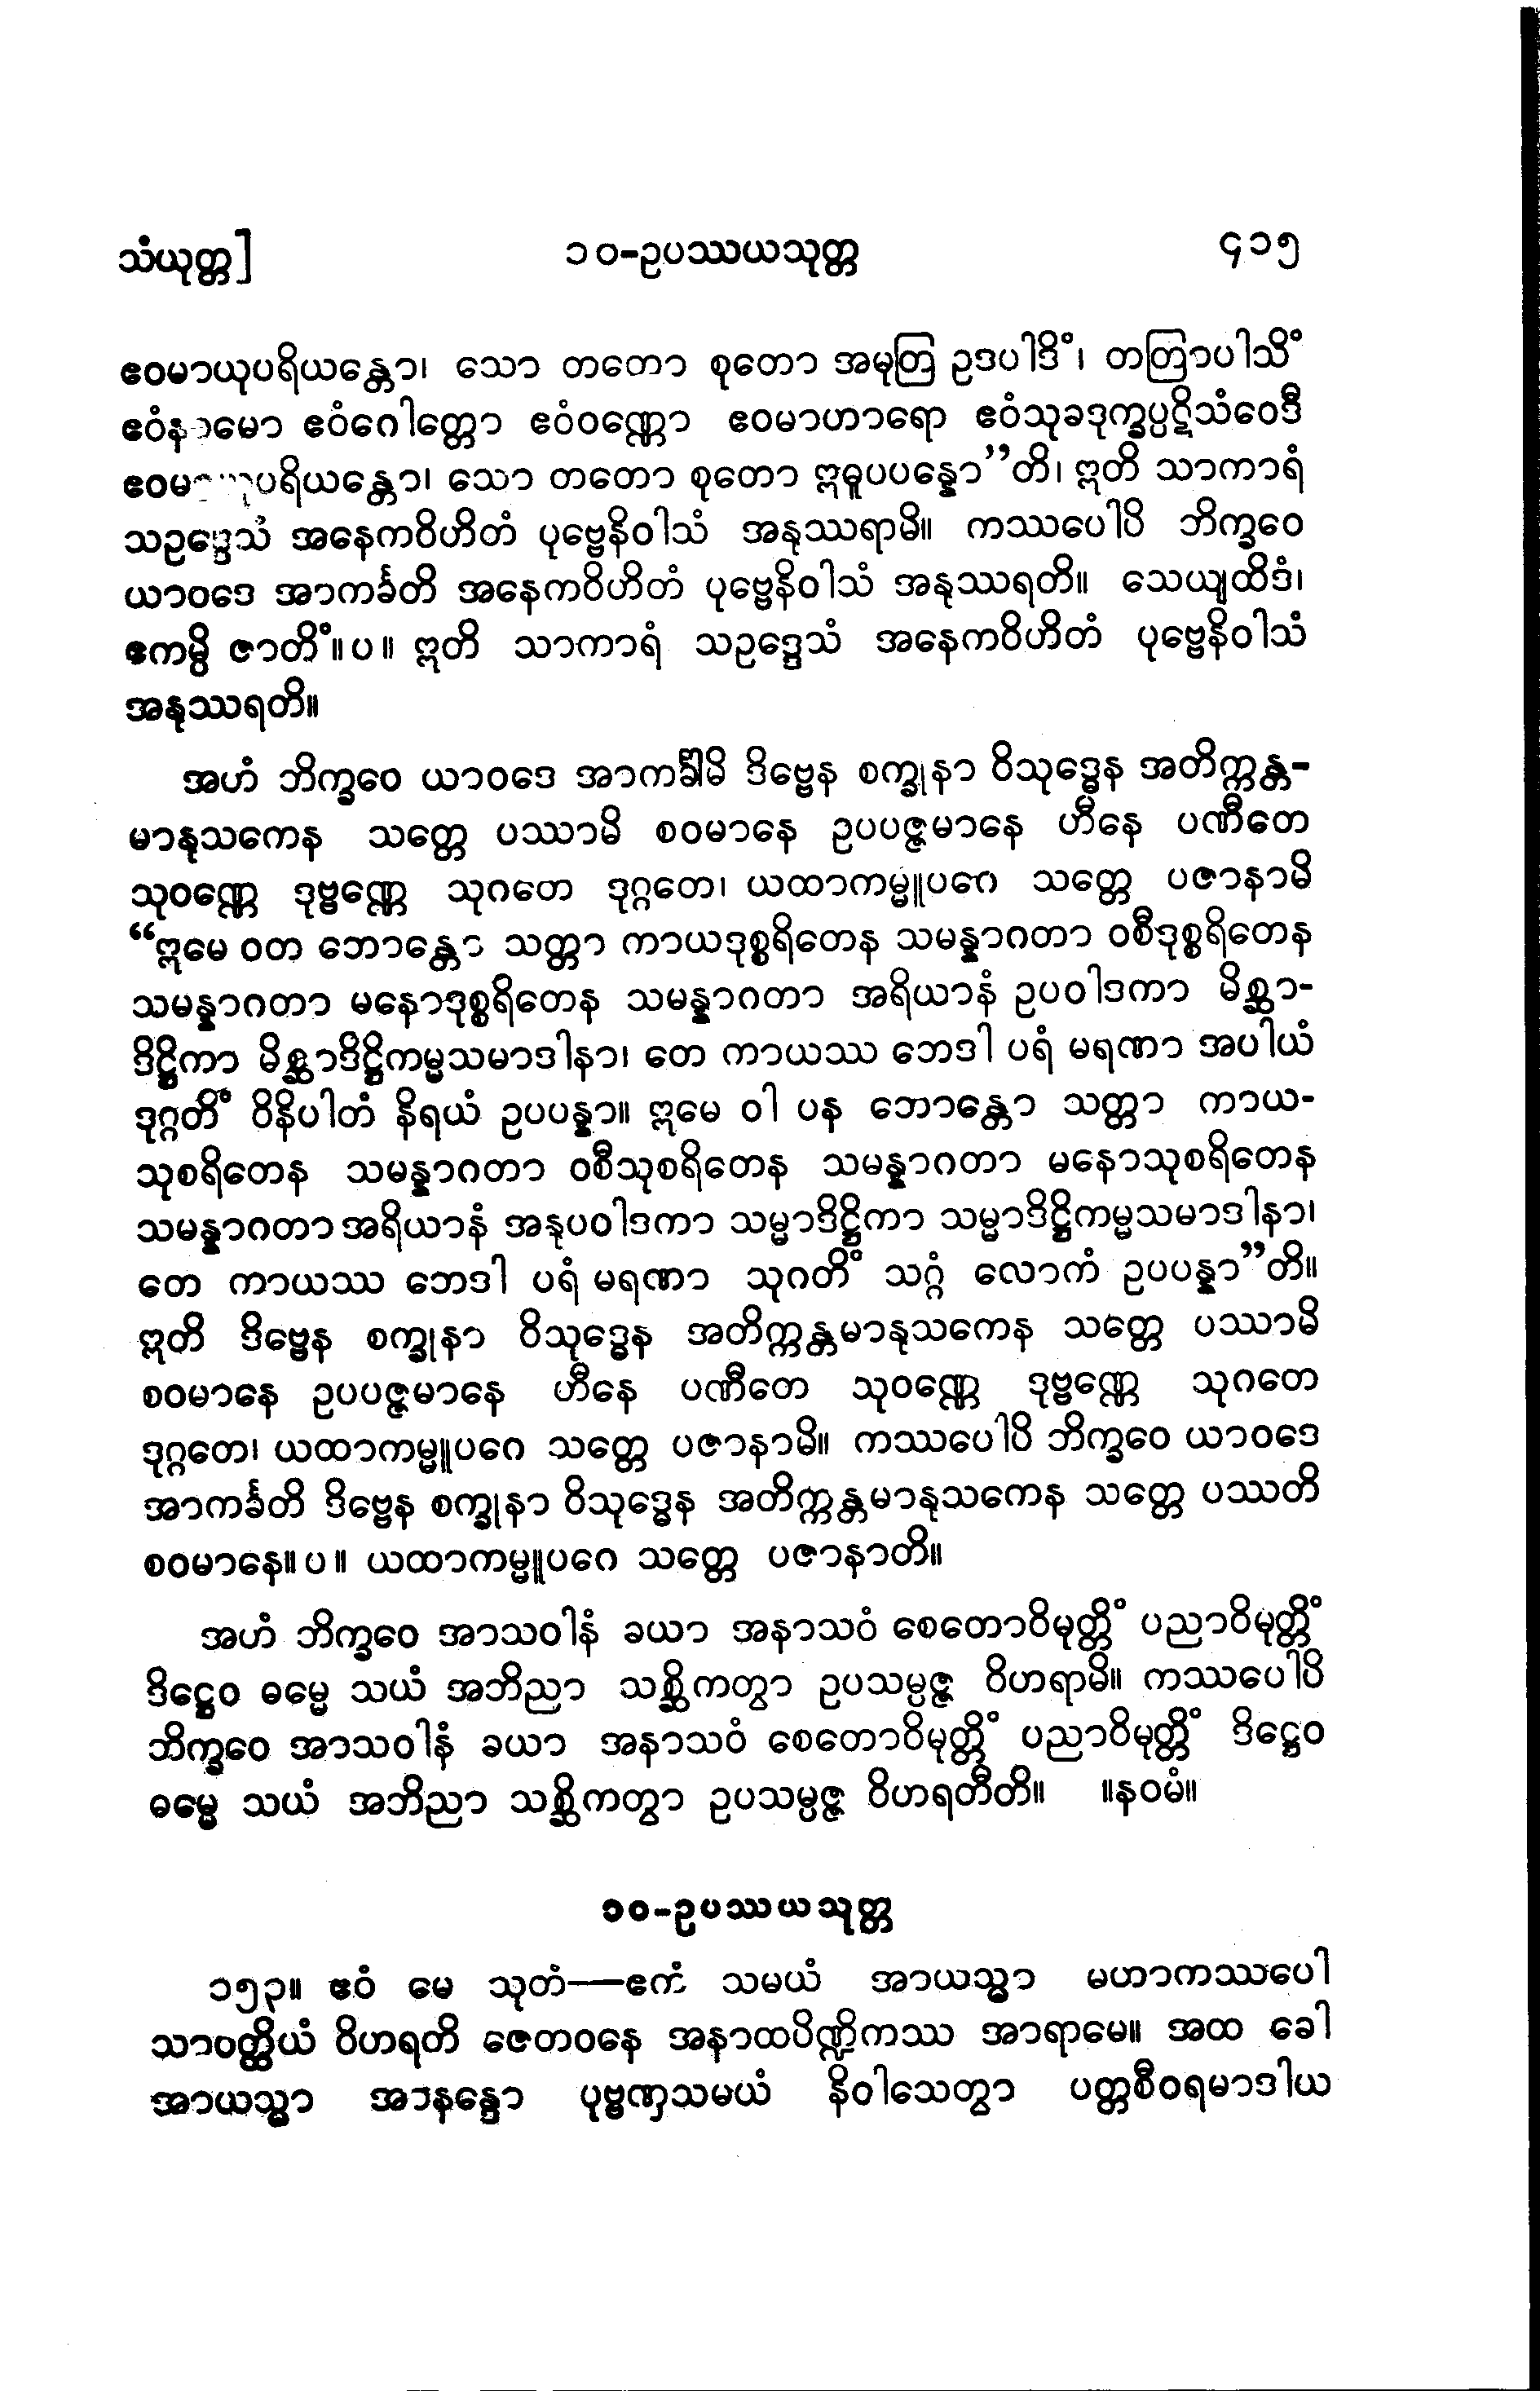 သံယုတ္တ] ၁၀-ဥပဿယသုတ္တ ၄၁၅
ဧဝမာယုပရိယန္တော၊ သော တတော စုတော အမုတြ ဥဒပါဒိံ၊ တတြာပါသိံ
ဧဝံနာမော ဧဝံဂေါတ္တော ဧဝံဝဏ္ဏော ဧဝမာဟာရော ဧဝံသုခဒုက္ခပ္ပဋိသံဝေဒီ
ဧဝမာယုပရိယန္တော၊ သော တတော စုတော ဣဓူပပန္နော”တိ၊ ဣတိ သာကာရံ
သဥဒ္ဒေသံ အနေကဝိဟိတံ ပုဗ္ဗေနိဝါသံ အနုဿရာမိ။ ကဿပေါပိ ဘိက္ခဝေ
ယာဝဒေ အာကင်္ခတိ အနေကဝိဟိတံ ပုဗ္ဗေနိဝါသံ အနုဿရတိ။ သေယျထိဒံ၊
ဧကမ္ပိ ဇာတိံ။ပ။ ဣတိ သာကာရံ သဥဒ္ဒေသံ အနေကဝိဟိတံ ပုဗ္ဗေနိဝါသံ
အနုဿရတိ။
အဟံ ဘိက္ခဝေ ယာဝဒေ အာကင်္ခါမိ ဒိဗ္ဗေန စက္ခုနာ ဝိသုဒ္ဓေန အတိက္ကန္တ-
မာနုသကေန သတ္တေ ပဿာမိ စဝမာနေ ဥပပဇ္ဇမာနေ ဟီနေ ပဏီတေ
သုဝဏ္ဏေ ဒုဗ္ဗဏ္ဏေ သုဂတေ ဒုဂ္ဂတေ၊ ယထာကမ္မူပဂေ သတ္တေ ပဇာနာမိ
“ဣမေ ဝတ ဘောန္တော သတ္တာ ကာယဒုစ္စရိတေန သမန္နာဂတာ ဝစီဒုစ္စရိတေန
သမန္နာဂတာ မနောဒုစ္စရိတေန သမန္နာဂတာ အရိယာနံ ဥပဝါဒကာ မိစ္ဆာ-
ဒိဋ္ဌိကာ မိစ္ဆာဒိဋ္ဌိကမ္မသမာဒါနာ၊ တေ ကာယဿ ဘေဒါ ပရံ မရဏာ အပါယံ
ဒုဂ္ဂတိံ ဝိနိပါတံ နိရယံ ဥပပန္နာ။ ဣမေ ဝါ ပန ဘောန္တော သတ္တာ ကာယ-
သုစရိတေန သမန္နာဂတာ ဝစီသုစရိတေန သမန္နာဂတာ မနောသုစရိတေန
သမန္နာဂတာ အရိယာနံ အနုပဝါဒကာ သမ္မာဒိဋ္ဌိကာ သမ္မာဒိဋ္ဌိကမ္မသမာဒါနာ၊
တေ ကာယဿ ဘေဒါ ပရံ မရဏာ သုဂတိံ သဂ္ဂံ လောကံ ဥပပန္နာ”တိ။
ဣတိ ဒိဗ္ဗေန စက္ခုနာ ဝိသုဒ္ဓေန အတိက္ကန္တမာနုသကေန သတ္တေ ပဿာမိ
စဝမာနေ ဥပပဇ္ဇမာနေ ဟီနေ ပဏီတေ သုဝဏ္ဏေ ဒုဗ္ဗဏ္ဏေ သုဂတေ
ဒုဂ္ဂတေ၊ ယထာကမ္မူပဂေ သတ္တေ ပဇာနာမိ။ ကဿပေါပိ ဘိက္ခဝေ ယာဝဒေ
အာကင်္ခတိ ဒိဗ္ဗေန စက္ခုနာ ဝိသုဒ္ဓေန အတိက္ကန္တမာနုသကေန သတ္တေ ပဿတိ
စဝမာနေ။ပ။ ယထာကမ္မူပဂေ သတ္တေ ပဇာနာတိ။
အဟံ ဘိက္ခဝေ အာသဝါနံ ခယာ အနာသဝံ စေတောဝိမုတ္တိံ ပညာဝိမုတ္တိံ
ဒိဋ္ဌေဝ ဓမ္မေ သယံ အဘိညာ သစ္ဆိကတွာ ဥပသမ္ပဇ္ဇ ဝိဟရာမိ။ ကဿပေါပိ
ဘိက္ခဝေ အာသဝါနံ ခယာ အနာသဝံ စေတောဝိမုတ္တိံ ပညာဝိမုတ္တိံ ဒိဋ္ဌေဝ
ဓမ္မေ သယံ အဘိညာ သစ္ဆိကတွာ ဥပသမ္ပဇ္ဇ ဝိဟရတီတိ။ ။နဝမံ။
၁၀-ဥပဿယသုတ္တ
၁၅၃။ ဧဝံ မေ သုတံ—ဧကံ သမယံ အာယသ္မာ မဟာကဿပေါ
သာဝတ္ထိယံ ဝိဟရတိ ဇေတဝနေ အနာထပိဏ္ဍိကဿ အာရာမေ။ အထ ခေါ
အာယသ္မာ အာနန္ဒော ပုဗ္ဗဏှသမယံ နိဝါသေတွာ ပတ္တစီဝရမာဒါယ